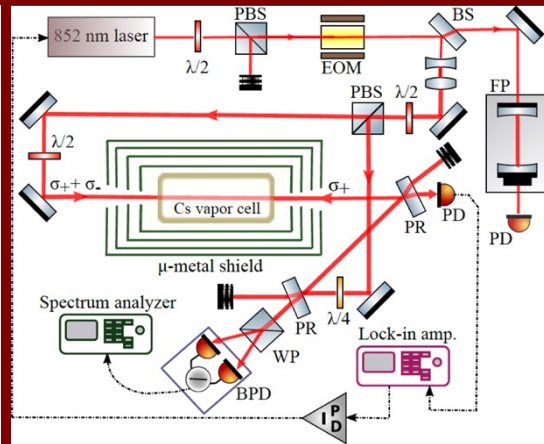 852 nm laser
λ/2
PBS
EOM
BS
FP
PD
PBS
λ/2
λ/2
σ₊+ σ₋
Cs vapor cell
σ₊
PR
PD
μ-metal shield
Spectrum analyzer
PR
λ/4
WP
BPD
Lock-in amp.
P
I
D